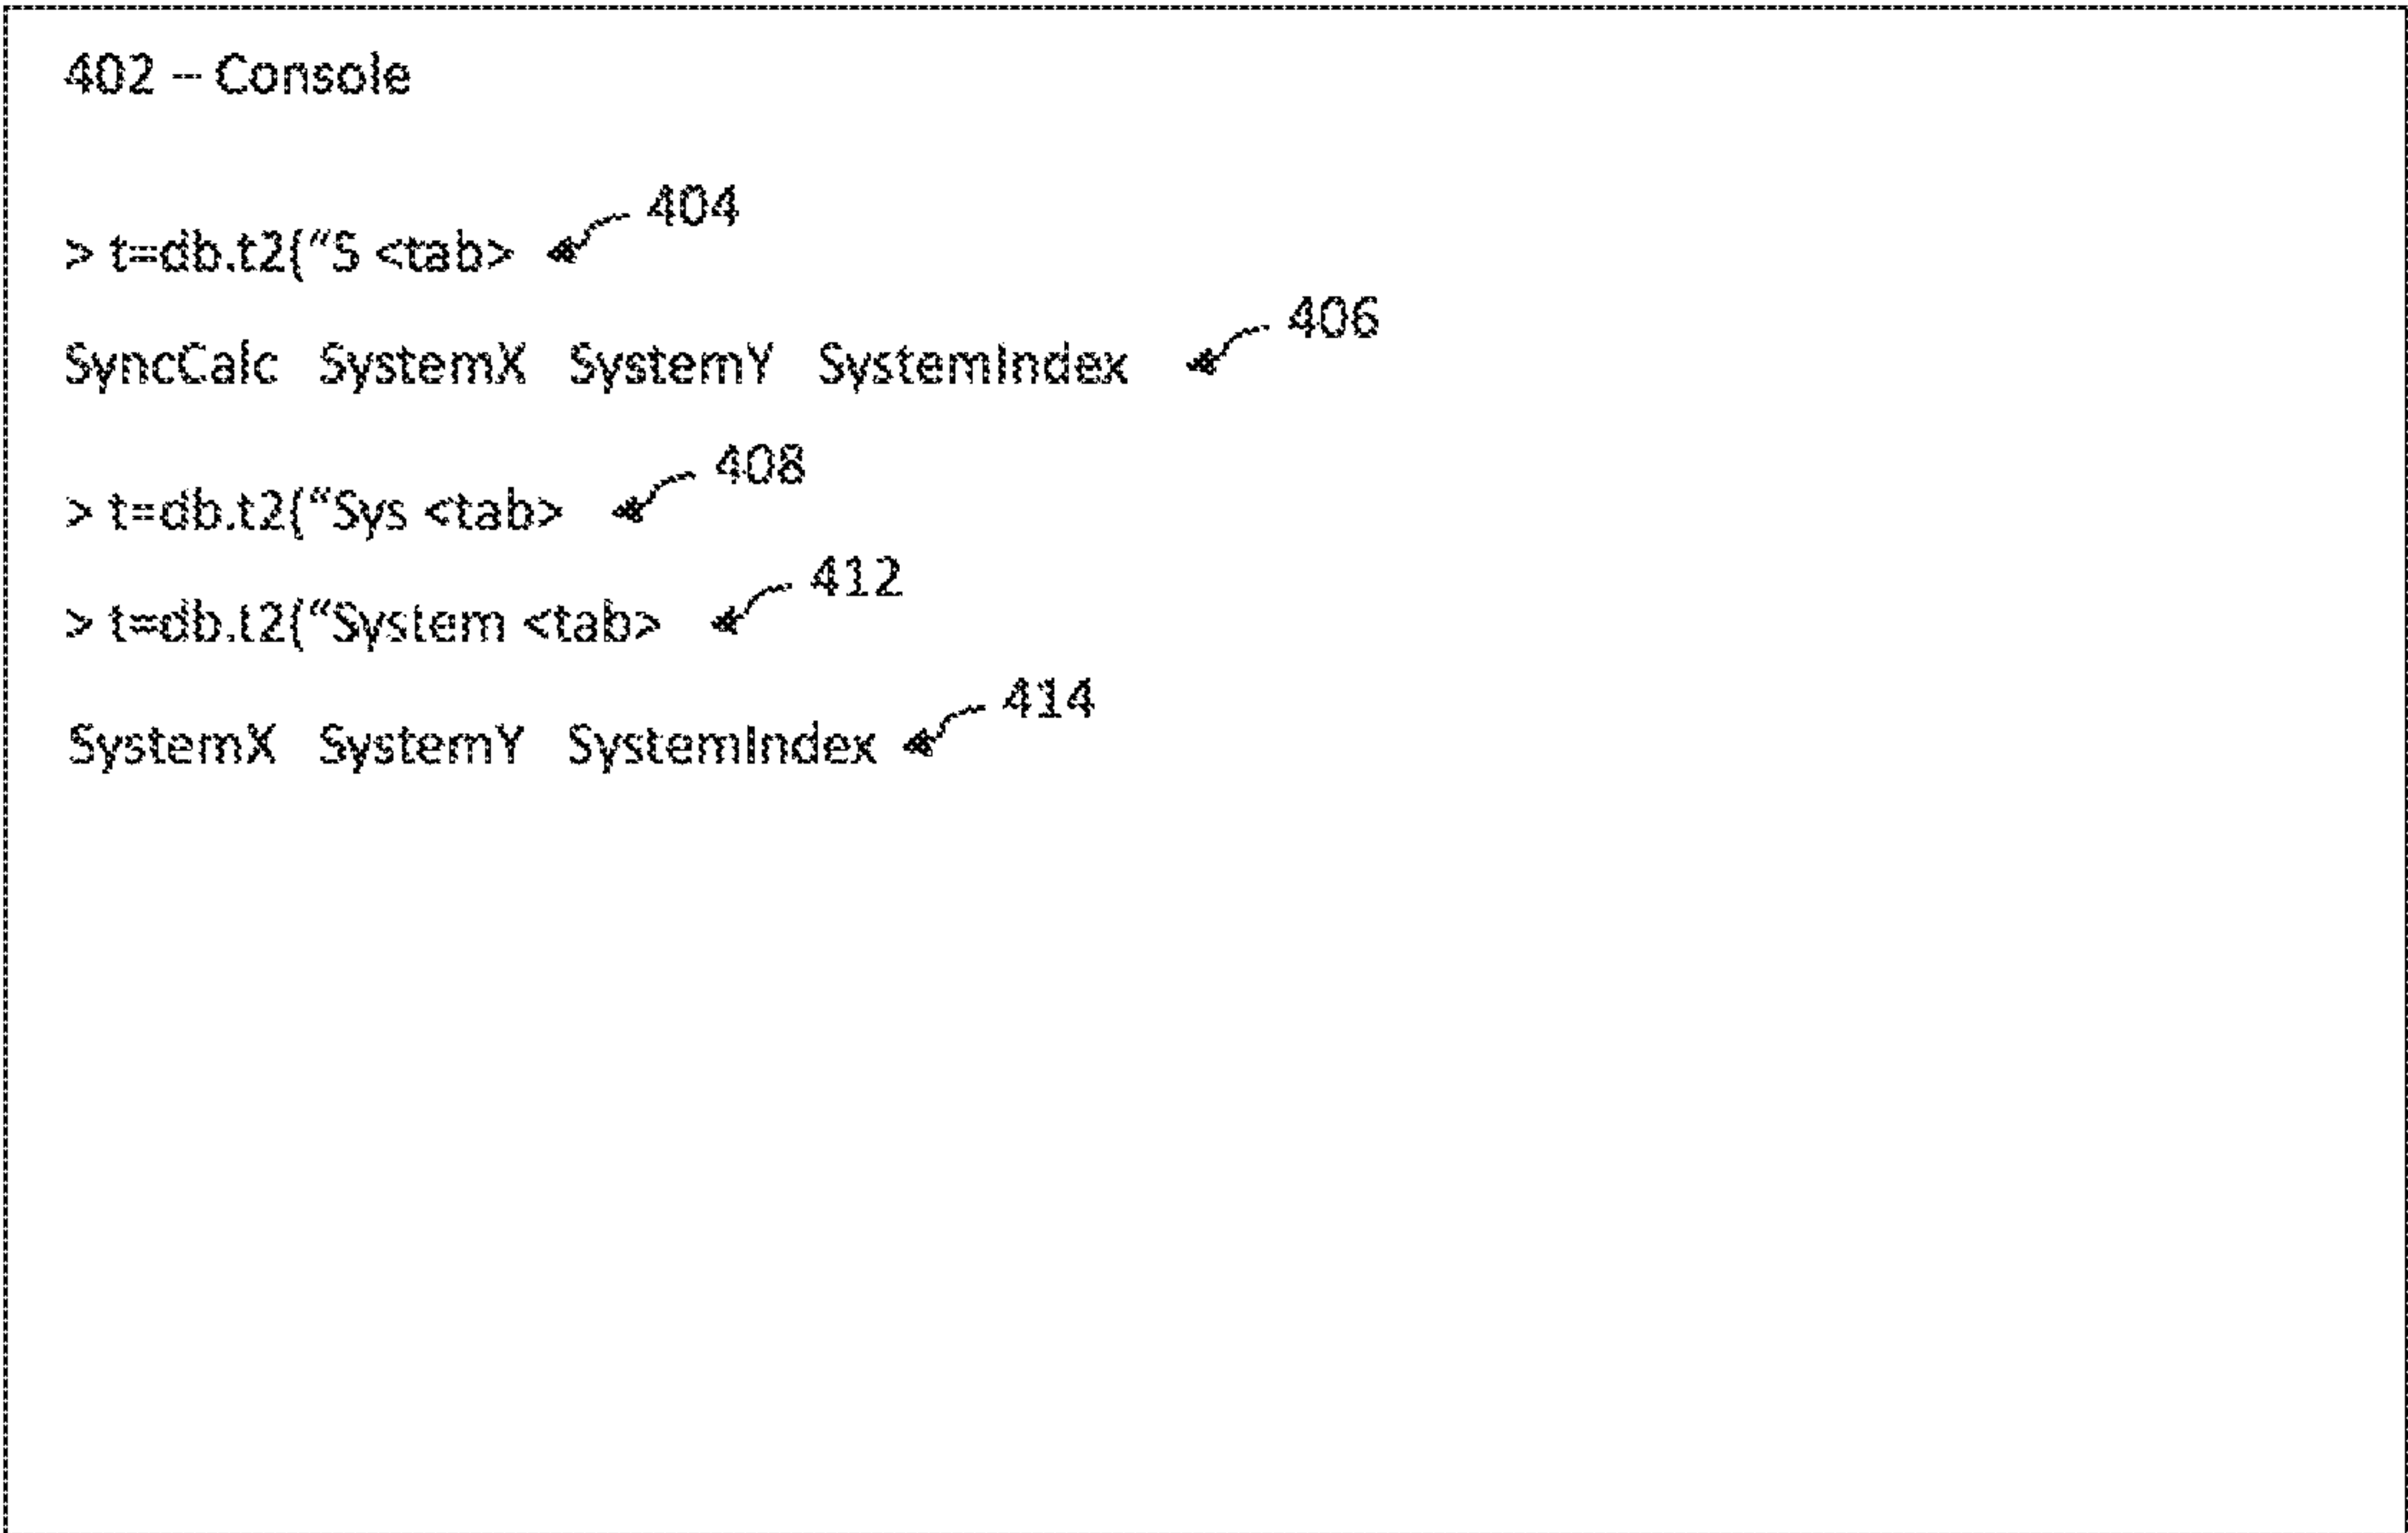 402 -- Console
404
> t=db.t2(“S <tab>
406
SyncCalc SystemX SystemY SystemIndex
408
> t=db.t2(“Sys <tab>
412
> t=db.t2(“System <tab>
414
SystemX SystemY SystemIndex